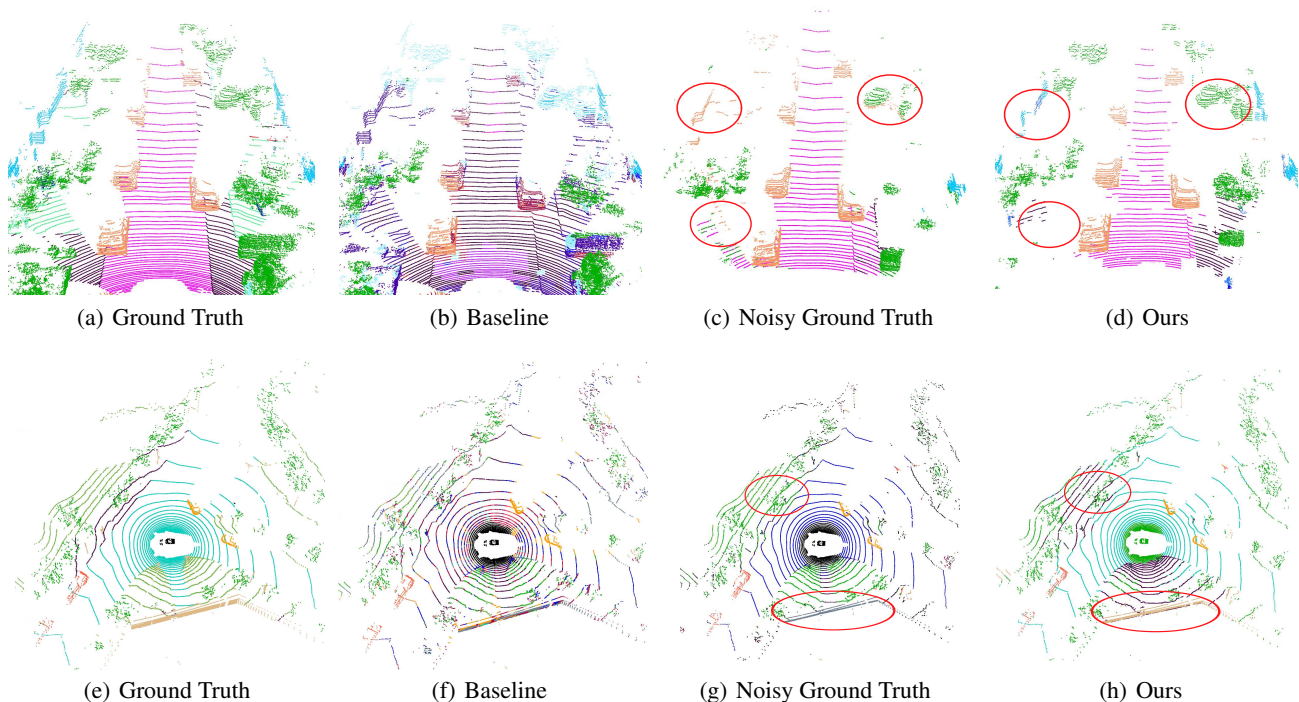 (a) Ground Truth
(b) Baseline
(c) Noisy Ground Truth
(d) Ours
(e) Ground Truth
(f) Baseline
(g) Noisy Ground Truth
(h) Ours